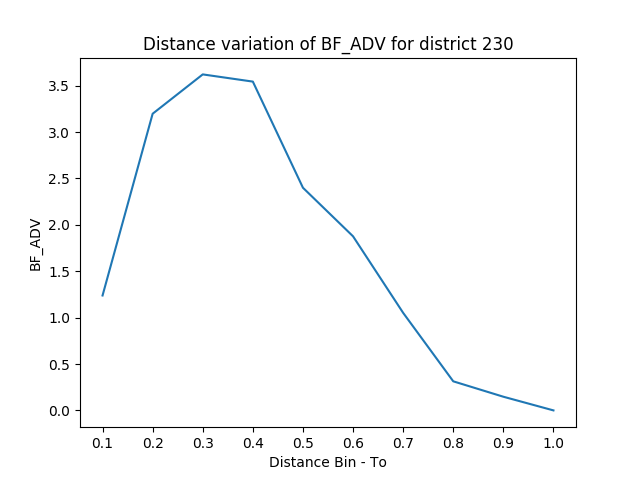 Distance variation of BF_ADV for district 230
3.5
3.0
2.5
2.0
1.5
1.0
0.5
0.0
BF_ADV
0.1 0.2 0.3 0.4 0.5 0.6 0.7 0.8 0.9 1.0
Distance Bin - To